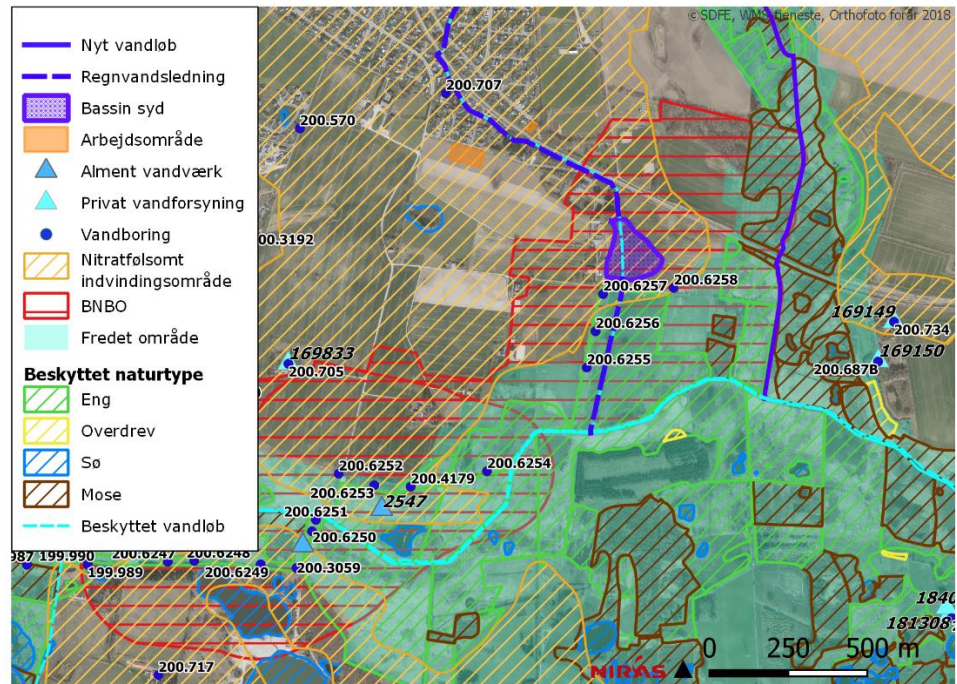 © SDFE, WMS-tjeneste, Orthofoto forår 2018
Nyt vandløb
Regnvandsledning
Bassin syd
Arbejdsområde
Alment vandværk
Privat vandforsyning
Vandboring
Nitratfølsomt
indvindingsområde
BNBO
Fredet område
Beskyttet naturtype
Eng
Overdrev
Sø
Mose
Beskyttet vandløb
200.707
200.570
00.3192
200.6258
200.6257
169149
200.6256
200.734
169833
200.6255
169150
200.705
200.687B
200.6252
200.6254
200.6253
200.4179
2547
200.6251
200.6250
987
199.990
200.6247
200.6248
199.989
200.6249
200.3059
1840
181308
200.717
NIRAS
0 250 500 m